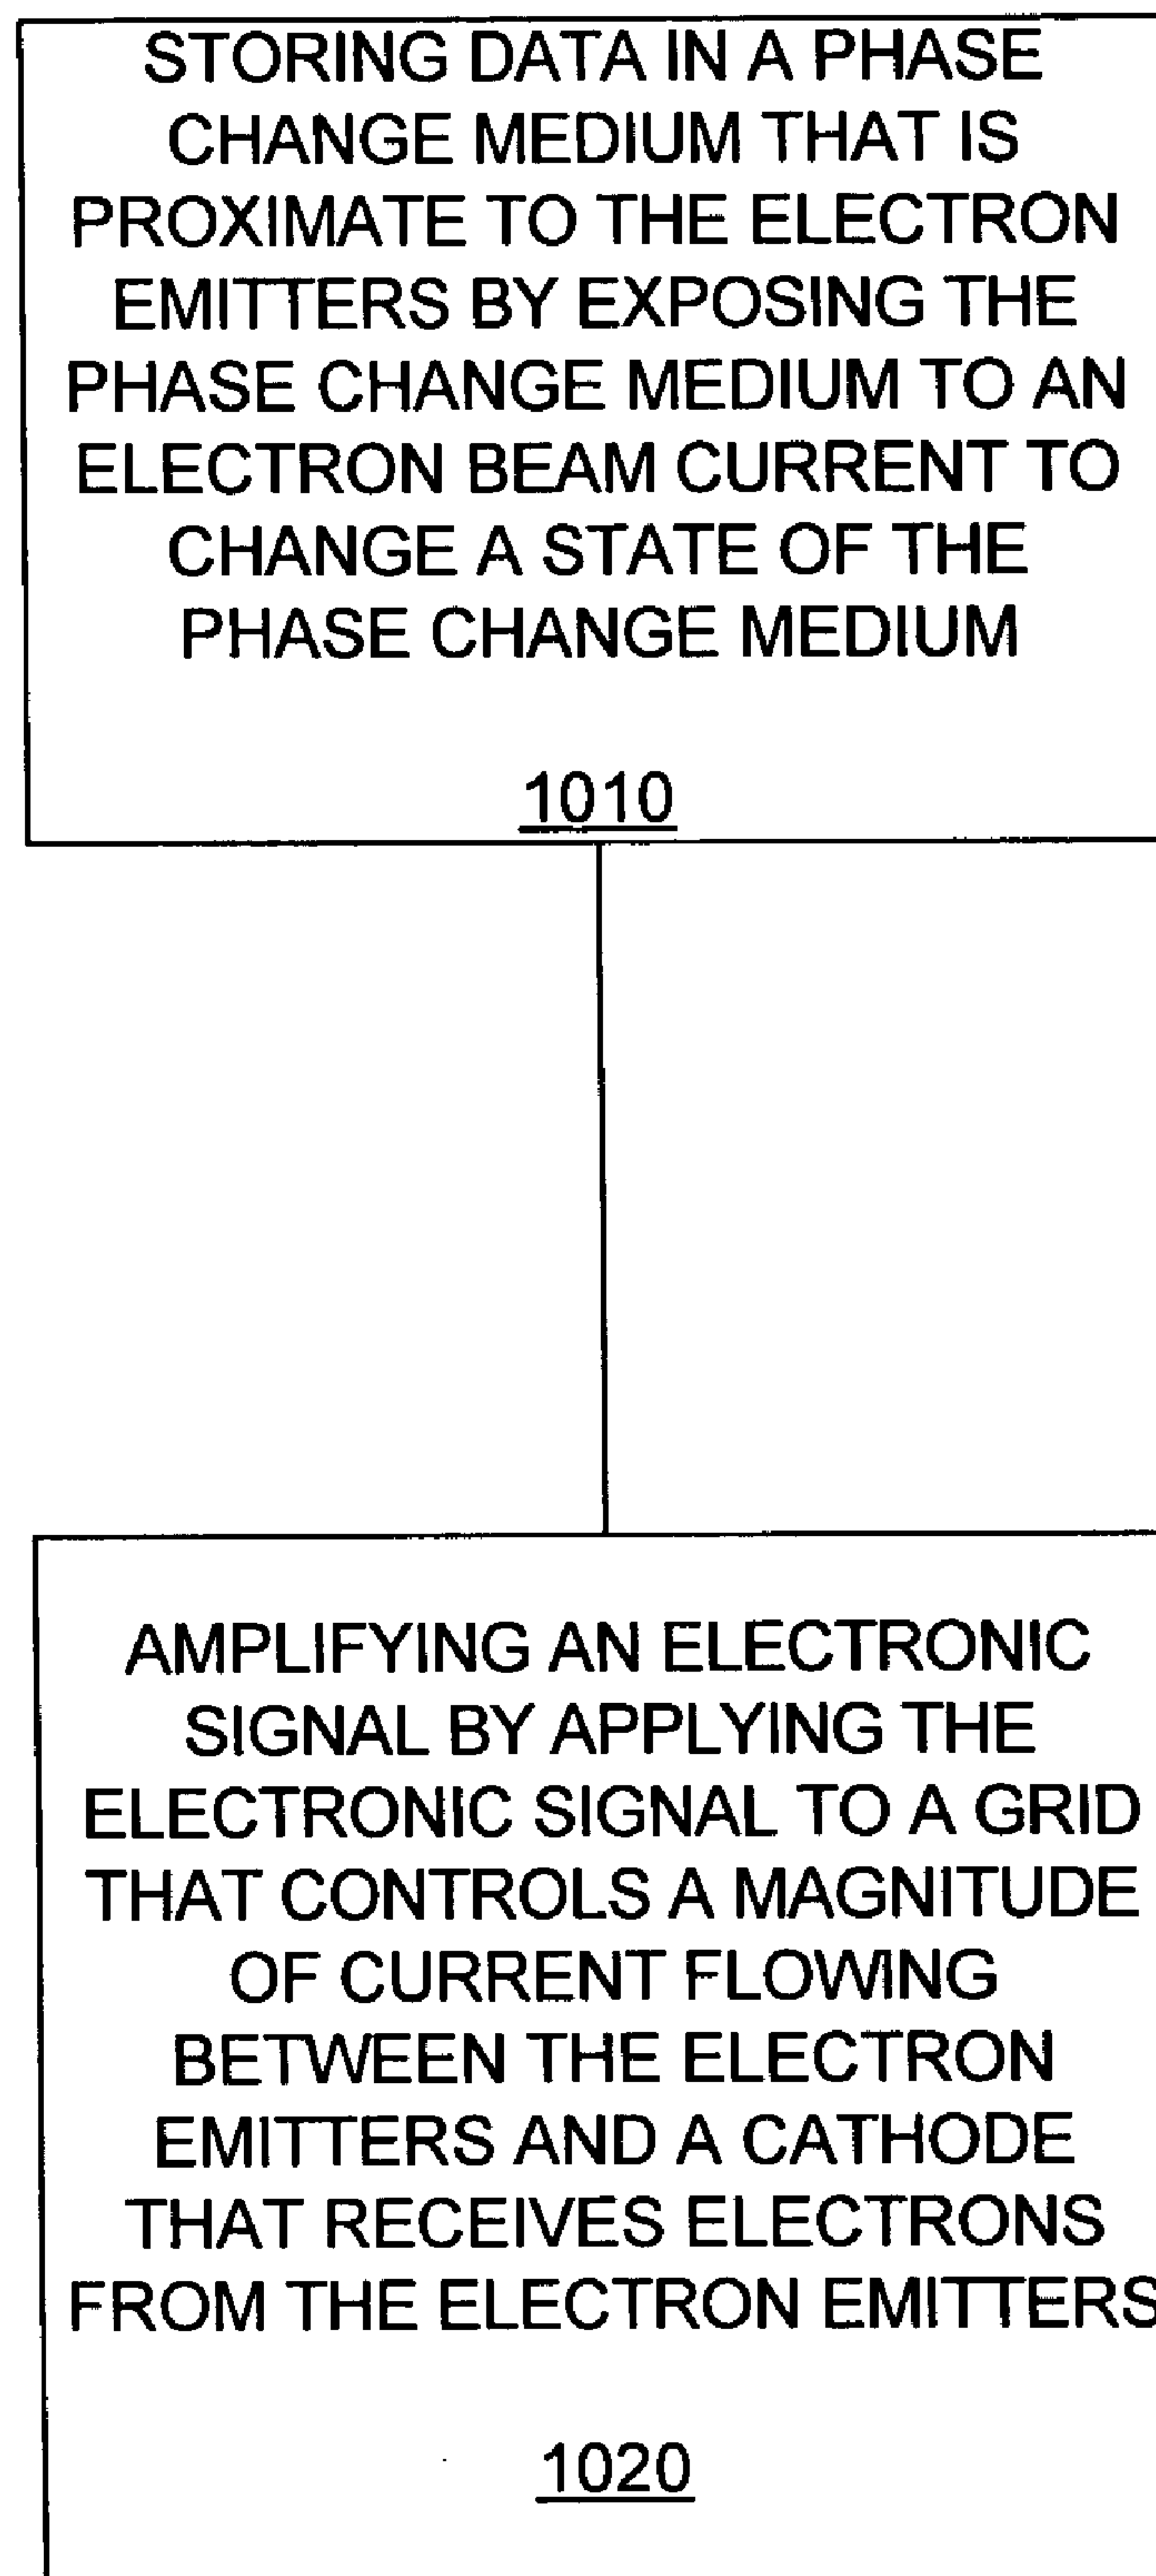 STORING DATA IN A PHASE
CHANGE MEDIUM THAT IS
PROXIMATE TO THE ELECTRON
EMITTERS BY EXPOSING THE
PHASE CHANGE MEDIUM TO AN
ELECTRON BEAM CURRENT TO
CHANGE A STATE OF THE
PHASE CHANGE MEDIUM
1010
AMPLIFYING AN ELECTRONIC
SIGNAL BY APPLYING THE
ELECTRONIC SIGNAL TO A GRID
THAT CONTROLS A MAGNITUDE
OF CURRENT FLOWING
BETWEEN THE ELECTRON
EMITTERS AND A CATHODE
THAT RECEIVES ELECTRONS
FROM THE ELECTRON EMITTERS
1020